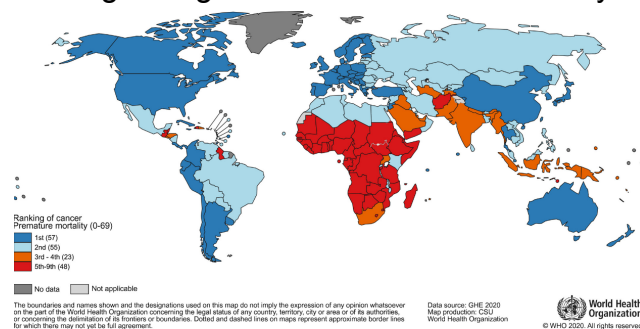 Ranking of cancer
Premature mortality (0-69)
1st (57)
2nd (55)
3rd - 4th (23)
5th-9th (48)
No data
Not applicable
The boundaries and names shown and the designations used on this map do not imply the expression of any opinion whatsoever
on the part of the World Health Organization concerning the legal status of any country, territory, city or area or of its authorities,
or concerning the delimitation of its frontiers or boundaries. Dotted and dashed lines on maps represent approximate border lines
for which there may not yet be full agreement.
Data source: GHE 2020
Map production: CSU
World Health Organization
World Health
Organization
© WHO 2020. All rights reserved.